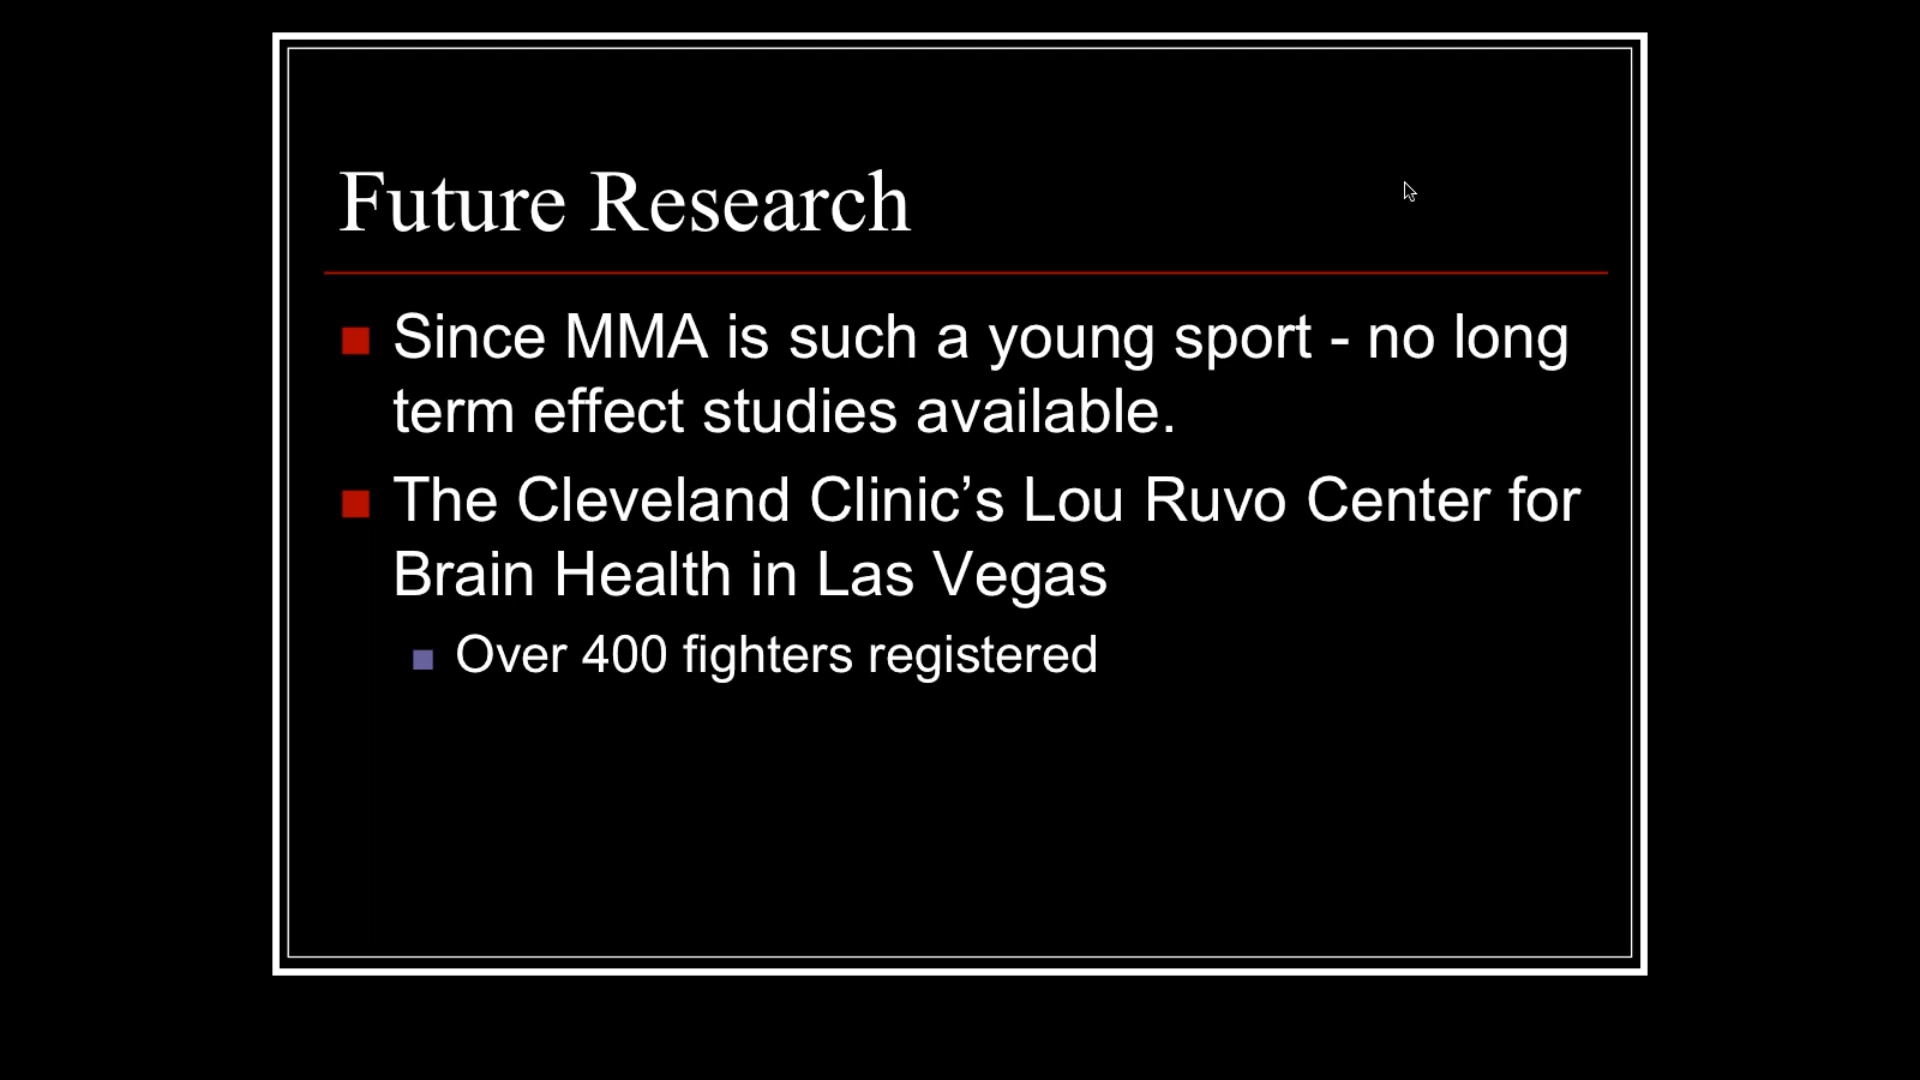 Future Research
Since MMA is such a young sport - no long
term effect studies available.
The Cleveland Clinic’s Lou Ruvo Center for
Brain Health in Las Vegas
Over 400 fighters registered